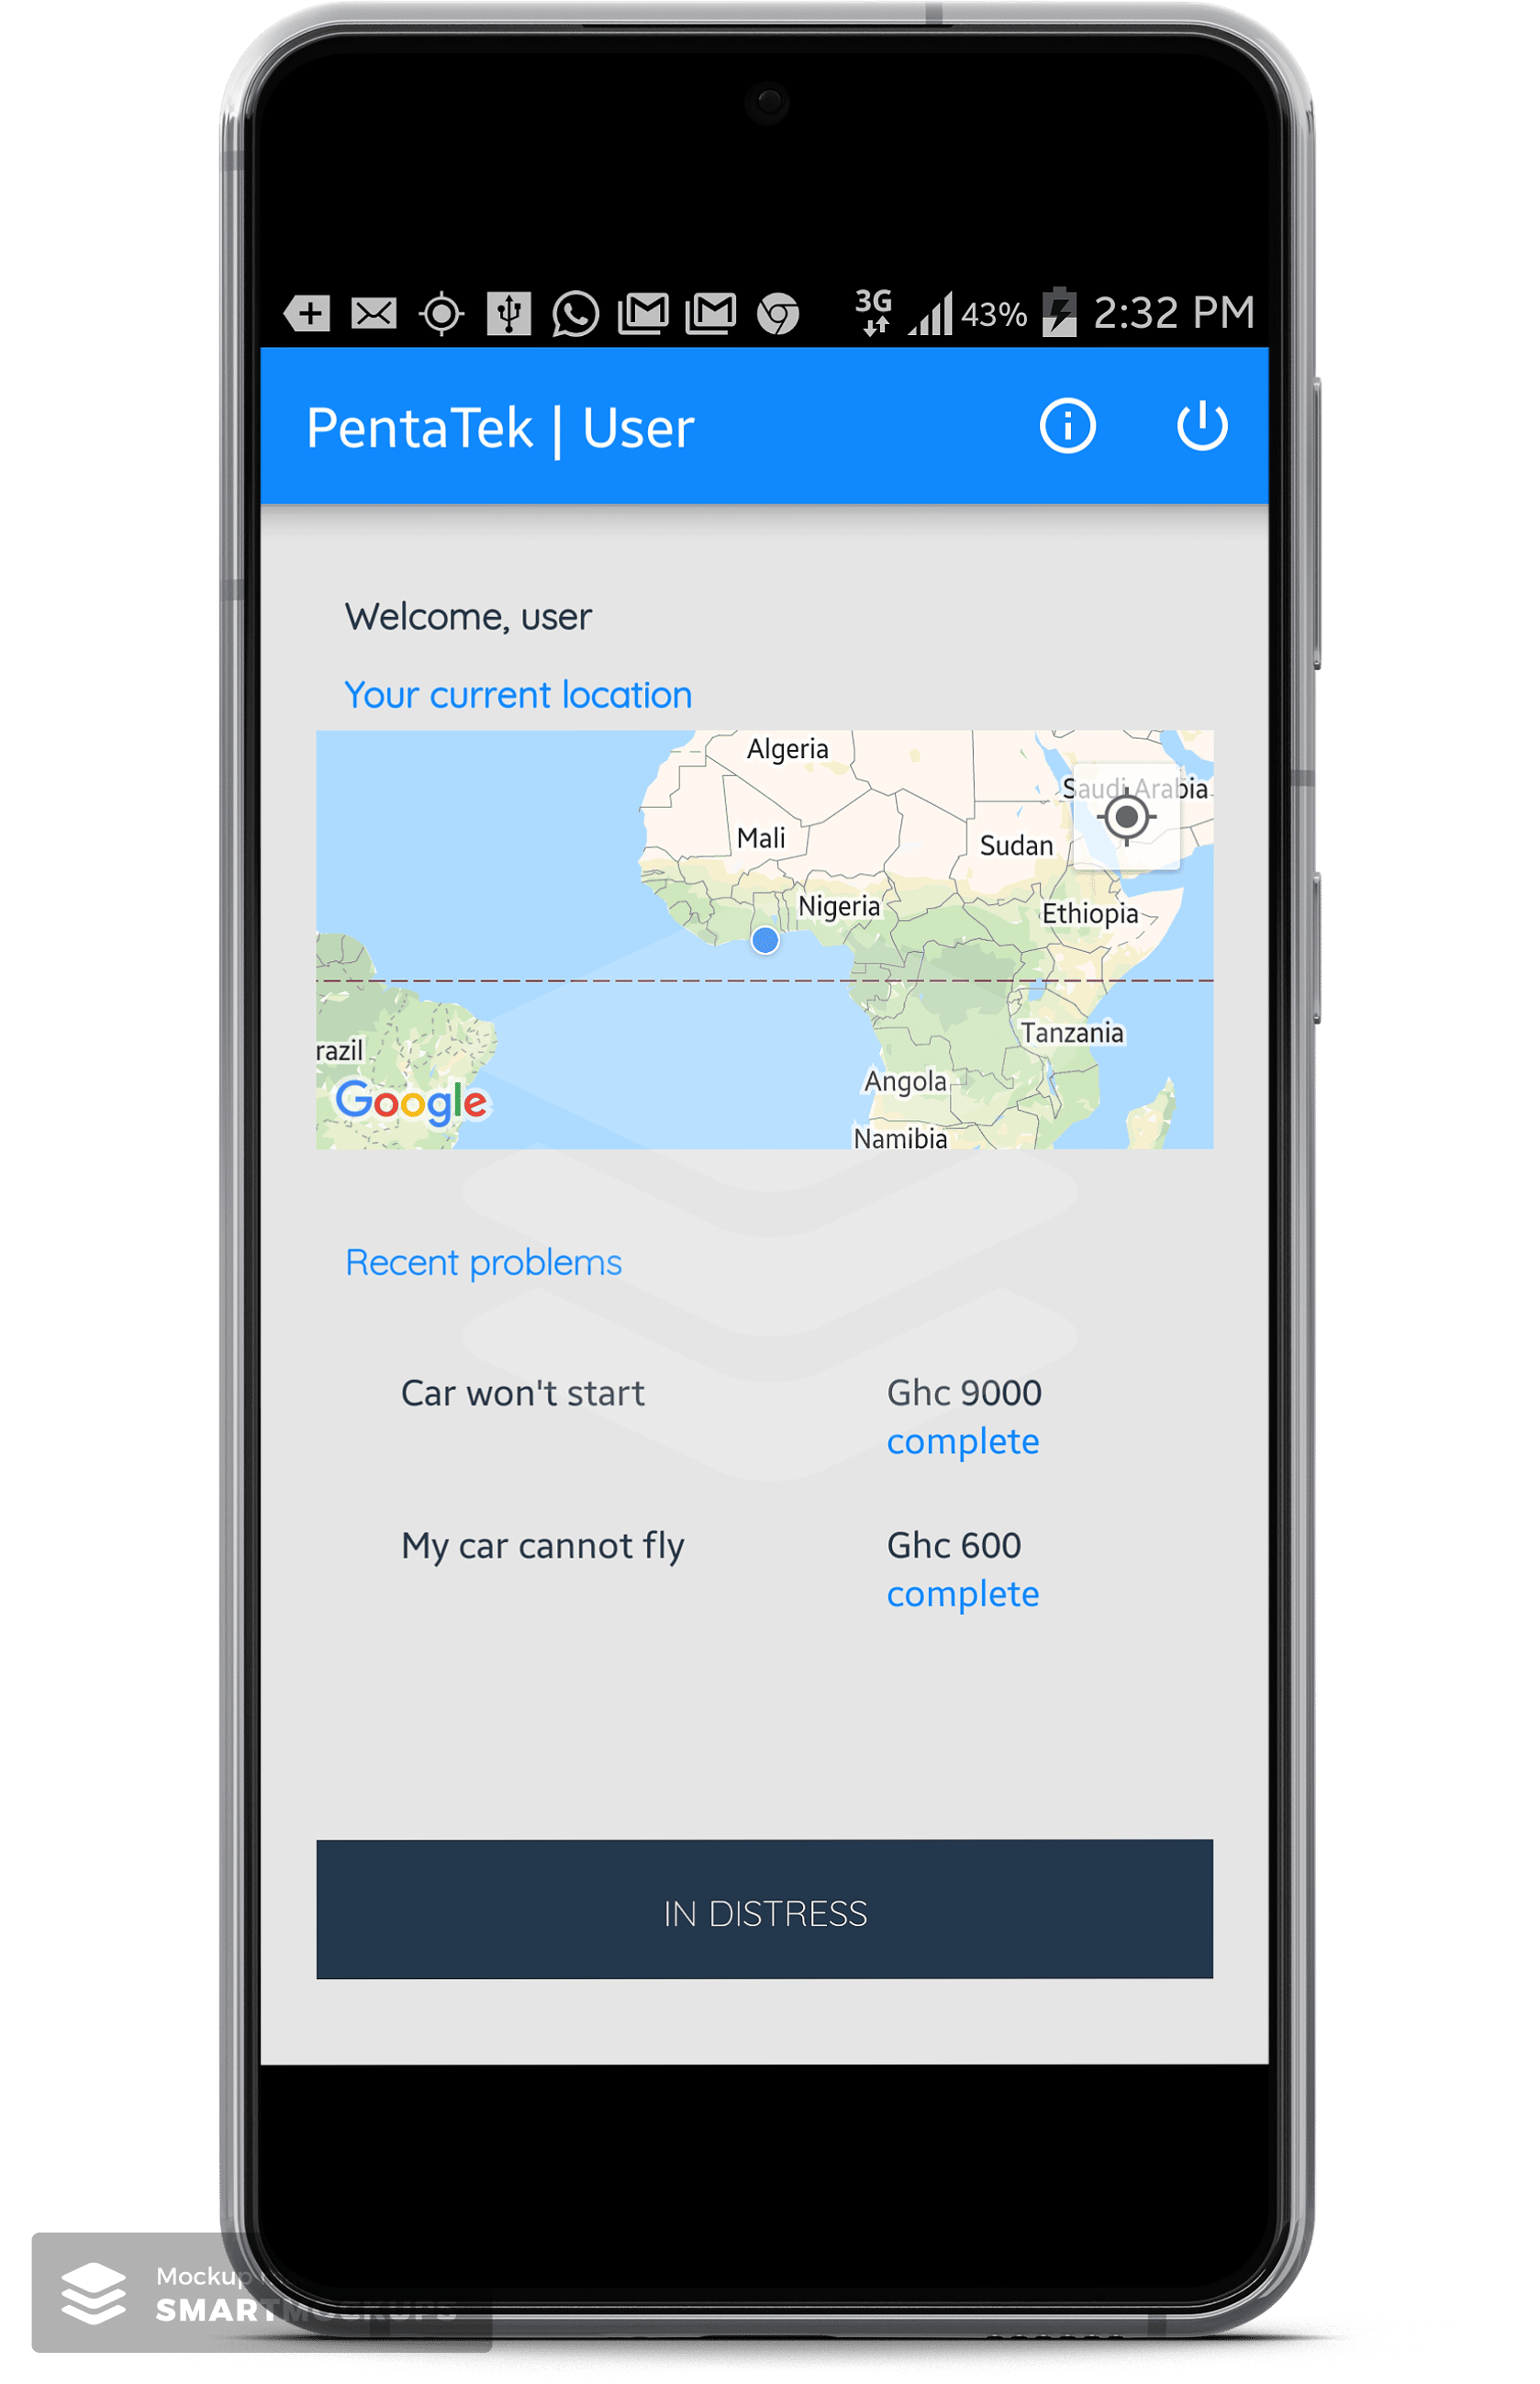 3G 43% 2:32 PM
PentaTek | User
Welcome, user
Your current location
Algeria
Saudi Arabia
Mali
Sudan
Nigeria
Ethiopia
razil
Tanzania
Angola
Google
Namibia
Recent problems
Car won't start Ghc 9000
complete
My car cannot fly Ghc 600
complete
IN DISTRESS
Mockup
SMARTMOCKUPS